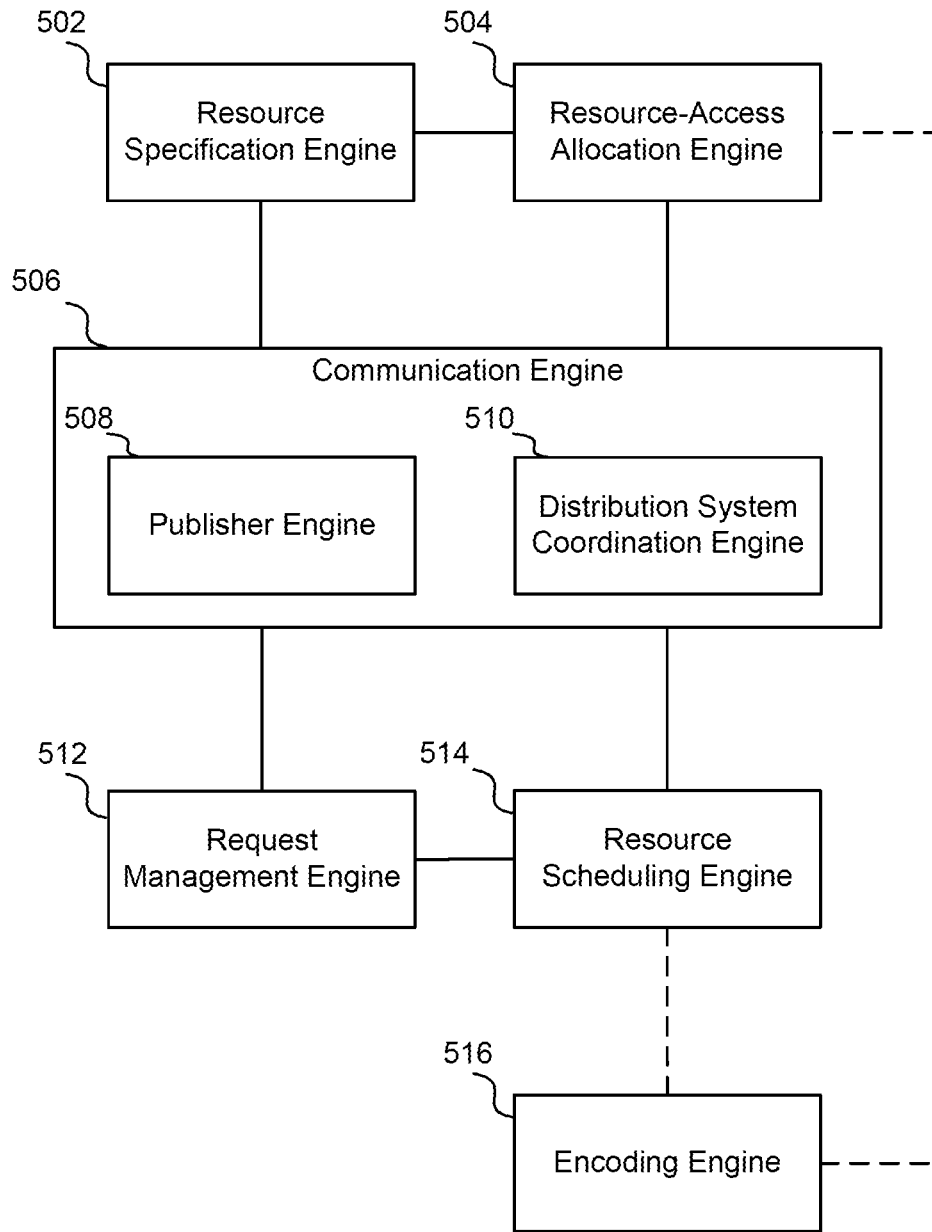 502
504
Resource
Specification Engine
Resource-Access
Allocation Engine
506
Communication Engine
508
510
Publisher Engine
Distribution System
Coordination Engine
512
514
Request
Management Engine
Resource
Scheduling Engine
516
Encoding Engine